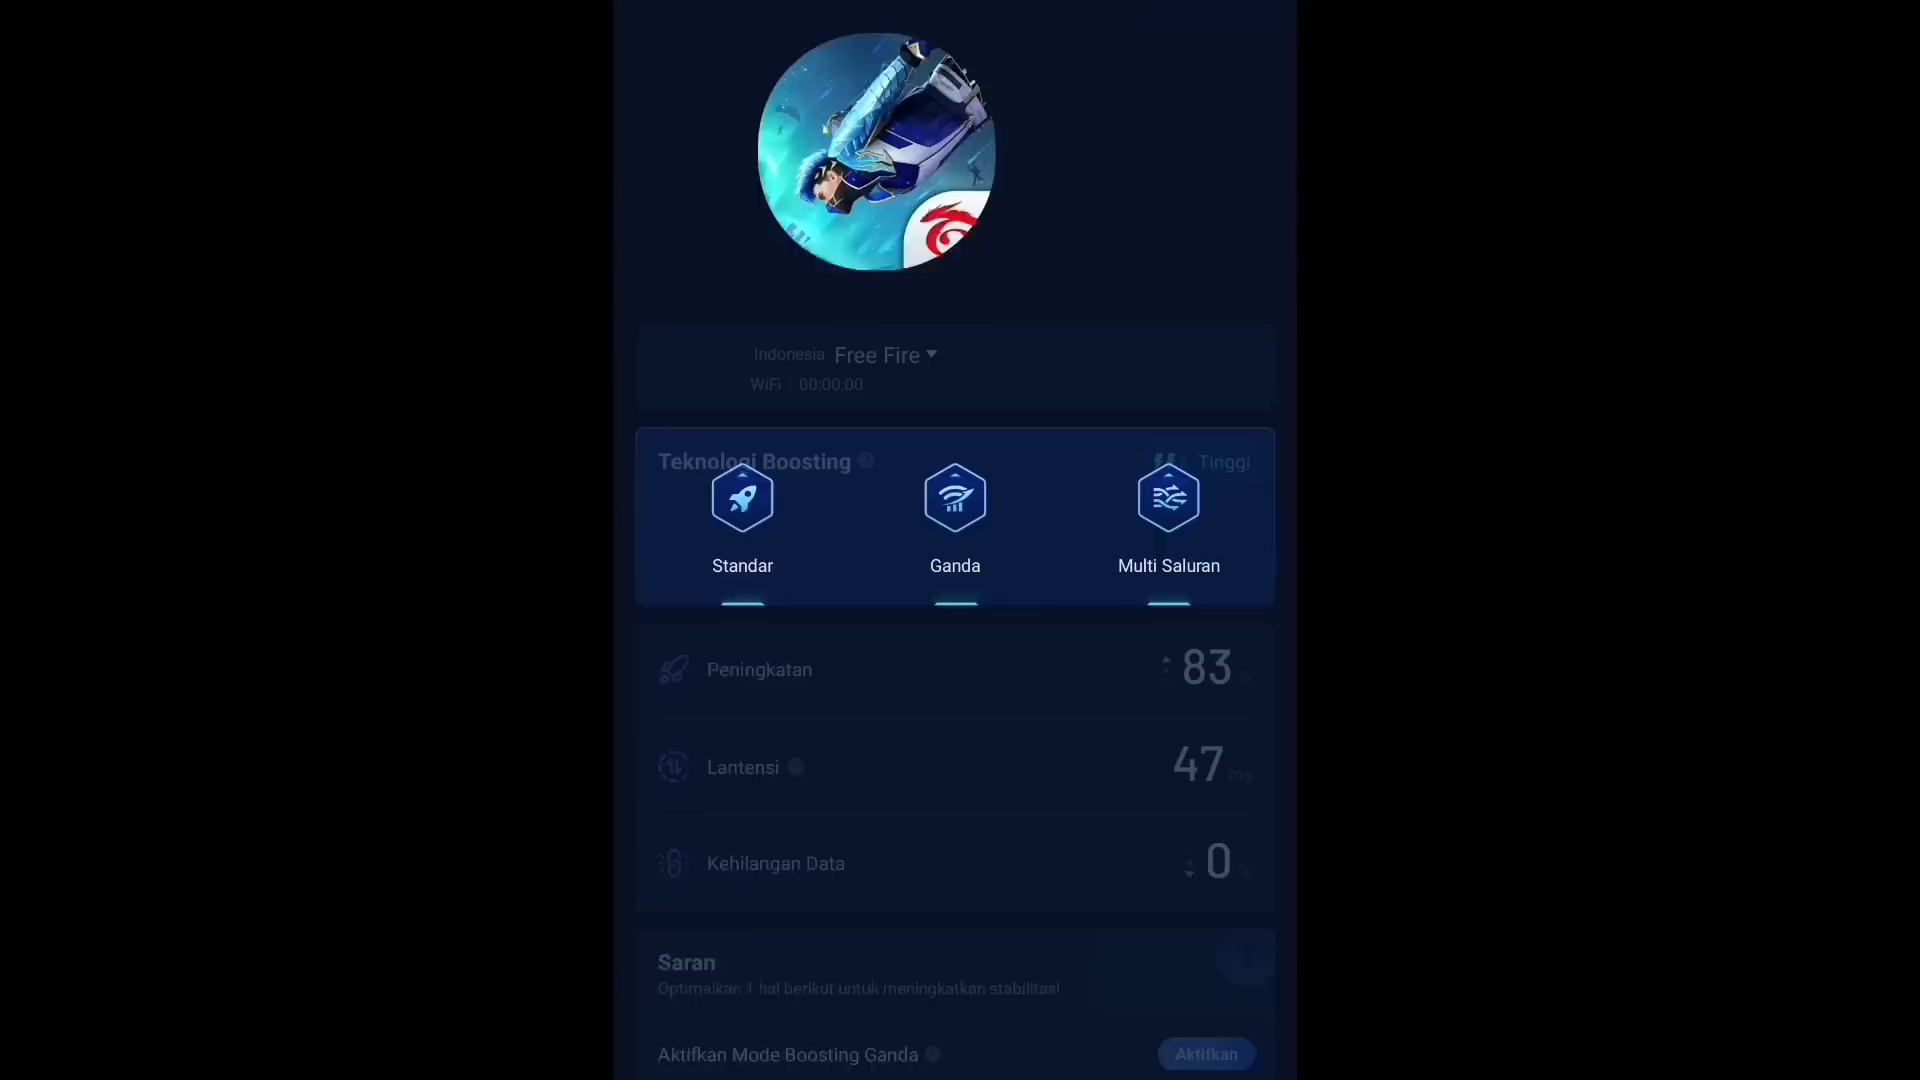 Indonesia Free Fire
WiFi 00:00:00
Teknologi Boosting
Tinggi
Standar
Ganda
Multi Saluran
Peningkatan
83
Lantensi
47 ms
Kehilangan Data
0
Saran
Optimalkan 1 hal berikut untuk meningkatkan stabilitas!
Aktifkan Mode Boosting Ganda
Aktifkan